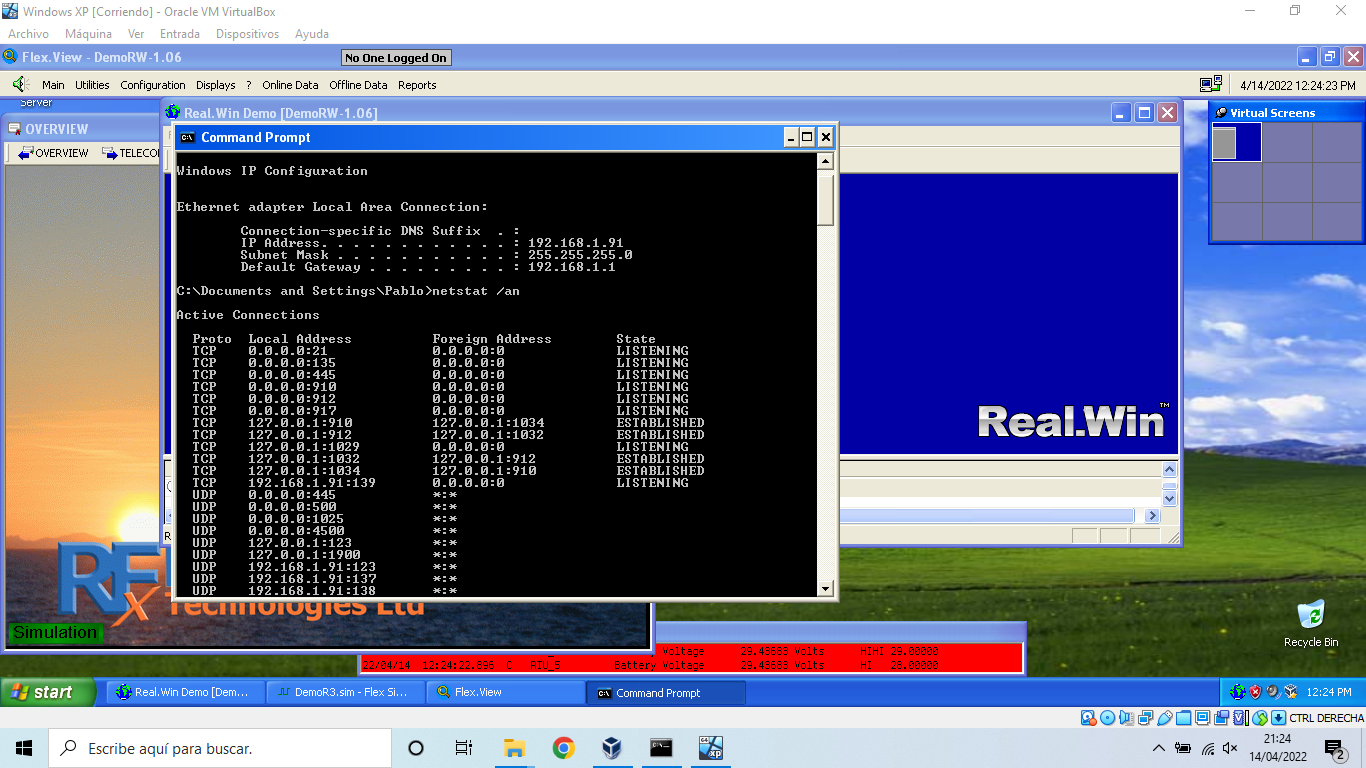 Windows XP [Corriendo] - Oracle VM VirtualBox
Archivo Máquina Ver Entrada Dispositivos Ayuda
Flex.View - DemoRW-1.06
No One Logged On
Main Utilities Configuration Displays ? Online Data Offline Data Reports
4/14/2022 12:24:23 PM
Server
Real.Win Demo [DemoRW-1.06]
Virtual Screens
OVERVIEW
OVERVIEW TELECO
Command Prompt
Windows IP Configuration
Ethernet adapter Local Area Connection:
Connection-specific DNS Suffix . :
IP Address. . . . . . . . . . . . : 192.168.1.91
Subnet Mask . . . . . . . . . . . : 255.255.255.0
Default Gateway . . . . . . . . . : 192.168.1.1
C:\Documents and Settings\Pablo>netstat /an
Active Connections
Proto Local Address Foreign Address State
TCP 0.0.0.0:21 0.0.0.0:0 LISTENING
TCP 0.0.0.0:135 0.0.0.0:0 LISTENING
TCP 0.0.0.0:445 0.0.0.0:0 LISTENING
TCP 0.0.0.0:910 0.0.0.0:0 LISTENING
TCP 0.0.0.0:912 0.0.0.0:0 LISTENING
TCP 0.0.0.0:917 0.0.0.0:0 LISTENING
TCP 127.0.0.1:910 127.0.0.1:1034 ESTABLISHED
TCP 127.0.0.1:912 127.0.0.1:1032 ESTABLISHED
TCP 127.0.0.1:1029 0.0.0.0:0 LISTENING
TCP 127.0.0.1:1032 127.0.0.1:912 ESTABLISHED
TCP 127.0.0.1:1034 127.0.0.1:910 ESTABLISHED
TCP 192.168.1.91:139 0.0.0.0:0 LISTENING
UDP 0.0.0.0:445 *:*
UDP 0.0.0.0:500 *:*
UDP 0.0.0.0:1025 *:*
UDP 0.0.0.0:4500 *:*
UDP 127.0.0.1:123 *:*
UDP 127.0.0.1:1900 *:*
UDP 192.168.1.91:123 *:*
UDP 192.168.1.91:137 *:*
UDP 192.168.1.91:138 *:*
Real.Win™
RFx Technologies Ltd
Simulation
Voltage 29.43683 Volts HIHI 29.00000
22/04/14 12:24:22.896 C RIU_5 Battery Voltage 29.43683 Volts HI 28.00000
Recycle Bin
start
Real.Win Demo [Dem...
DemoR3.sim - Flex Si...
Flex.View
Command Prompt
12:24 PM
CTRL DERECHA
Escribe aquí para buscar.
21:24
14/04/2022
2